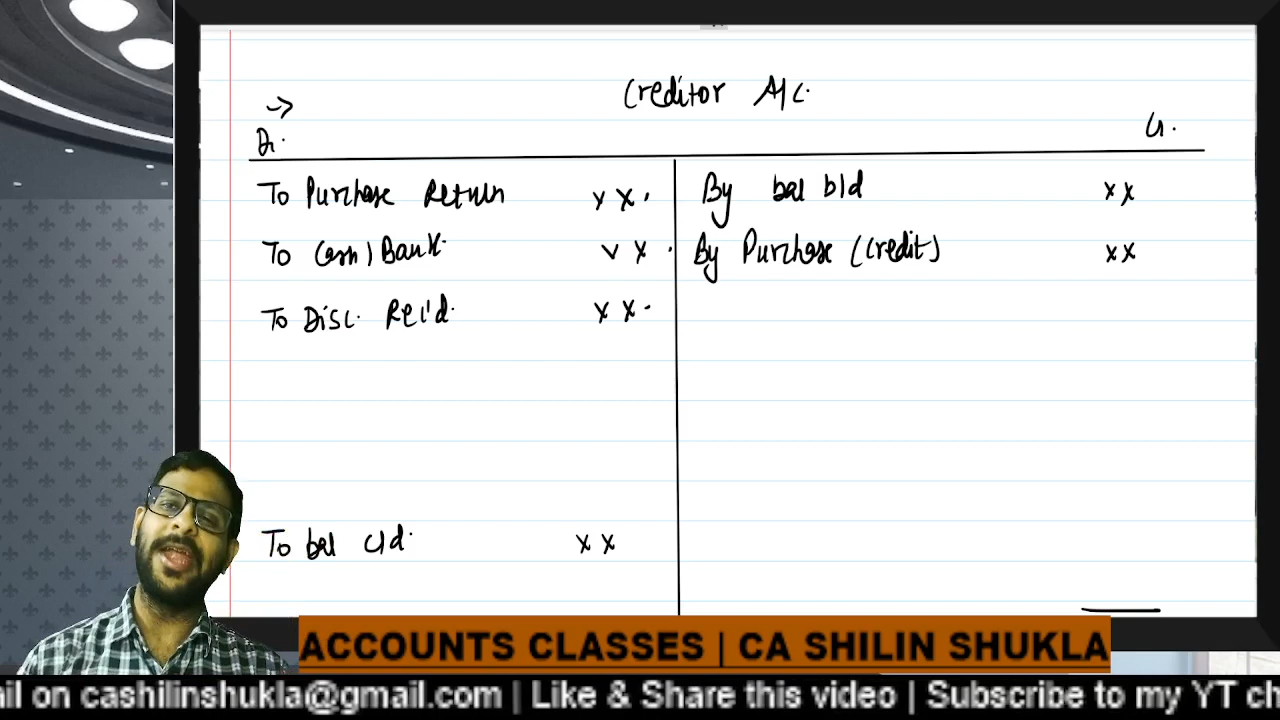 Creditor A/c.
→
Dr.
Cr.
To Purchase Return xx.
By bal b/d xx
To Cash/Bank. xx.
By Purchase (credit) xx
To Disc. Rec'd. xx.
To bal c/d. xx
ACCOUNTS CLASSES | CA SHILIN SHUKLA
ail on cashilinshukla@gmail.com | Like & Share this video | Subscribe to my YT ch